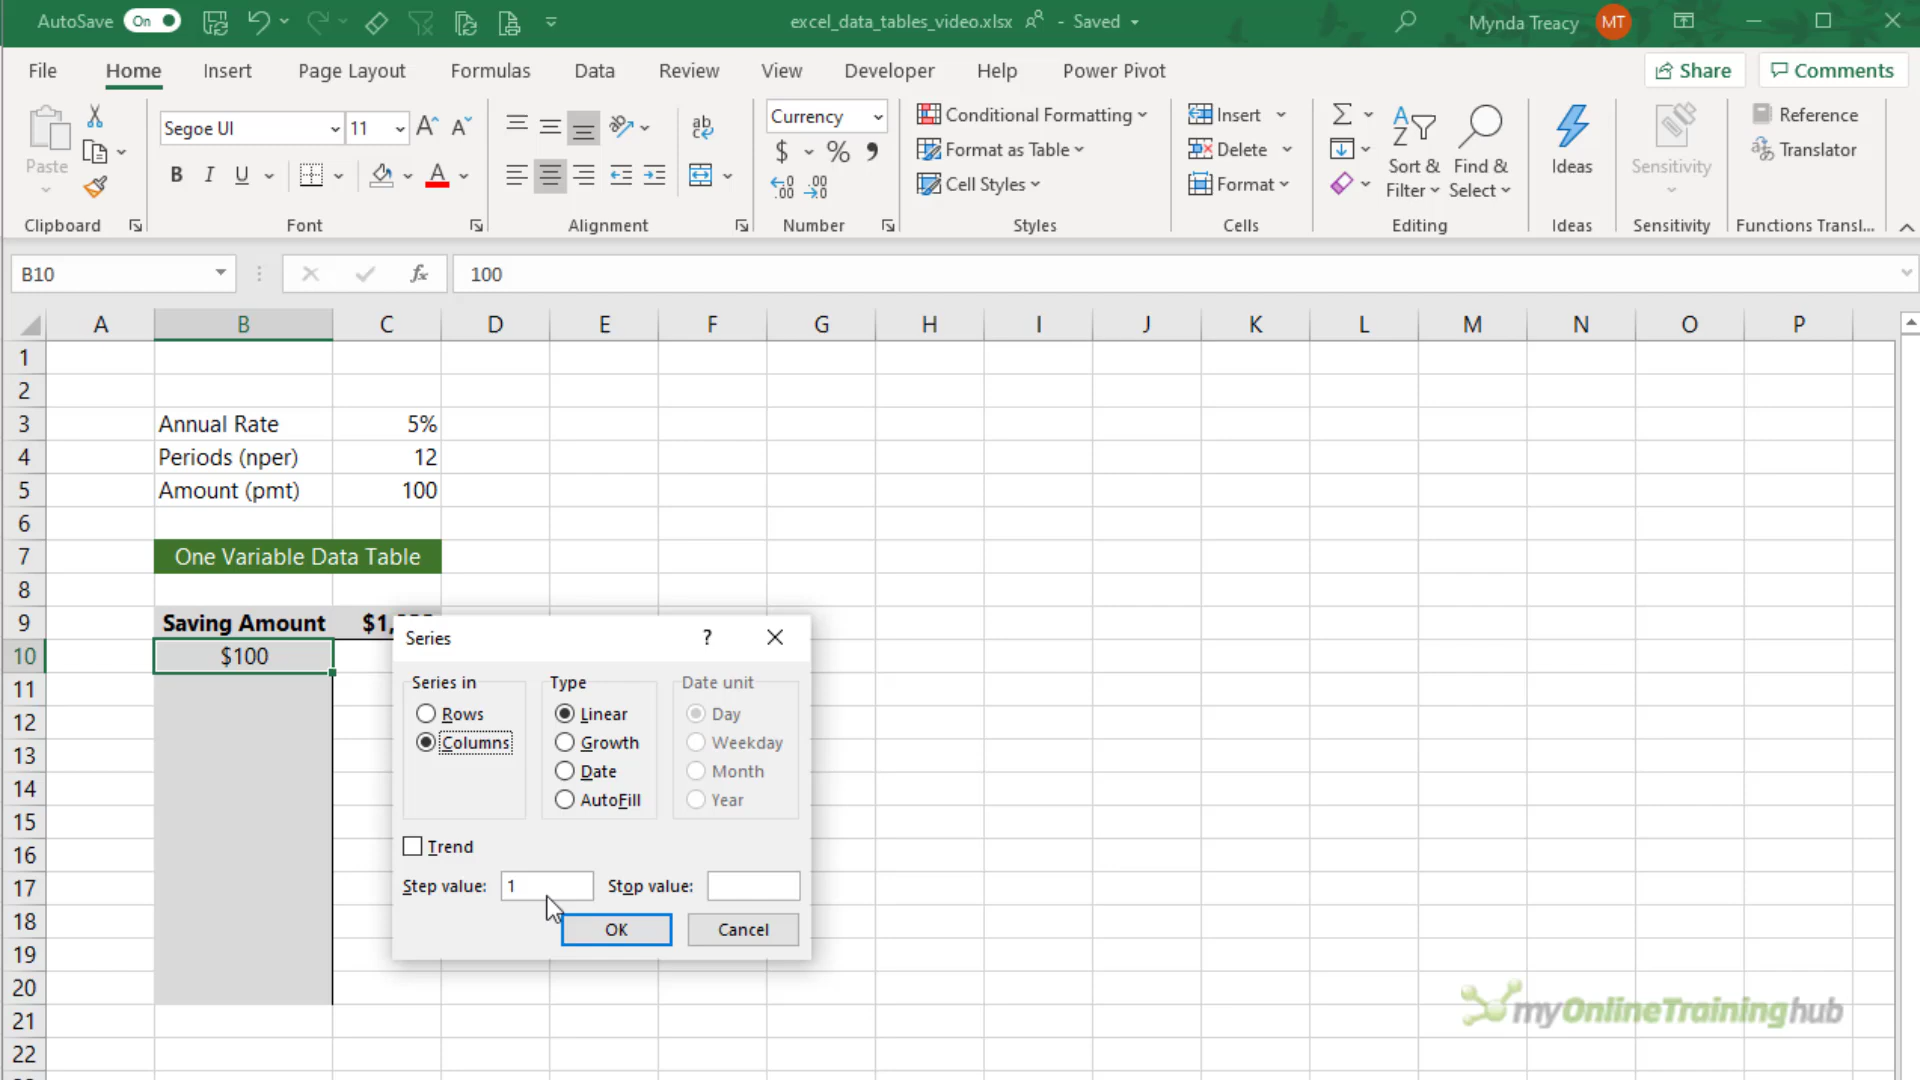 AutoSave On excel_data_tables_video.xlsx - Saved Mynda Treacy MT
File Home Insert Page Layout Formulas Data Review View Developer Help Power Pivot Share Comments
Paste
Segoe UI 11
B I U
Currency
Conditional Formatting
Format as Table
Cell Styles
Insert
Delete
Format
Sort & Filter
Find & Select
Ideas
Sensitivity
Reference
Translator
Clipboard Font Alignment Number Styles Cells Editing Ideas Sensitivity Functions Transl...
B10 fx 100
A B C D E F G H I J K L M N O P
1
2
3 Annual Rate 5%
4 Periods (nper) 12
5 Amount (pmt) 100
6
7 One Variable Data Table
8
9 Saving Amount $1,
10 $100
11
12
13
14
15
16
17
18
19
20
21
22
Series ? ×
Series in Type Date unit
Rows Linear Day
Columns Growth Weekday
Date Month
AutoFill Year
Trend
Step value: 1 Stop value:
OK Cancel
myOnlineTraininghub